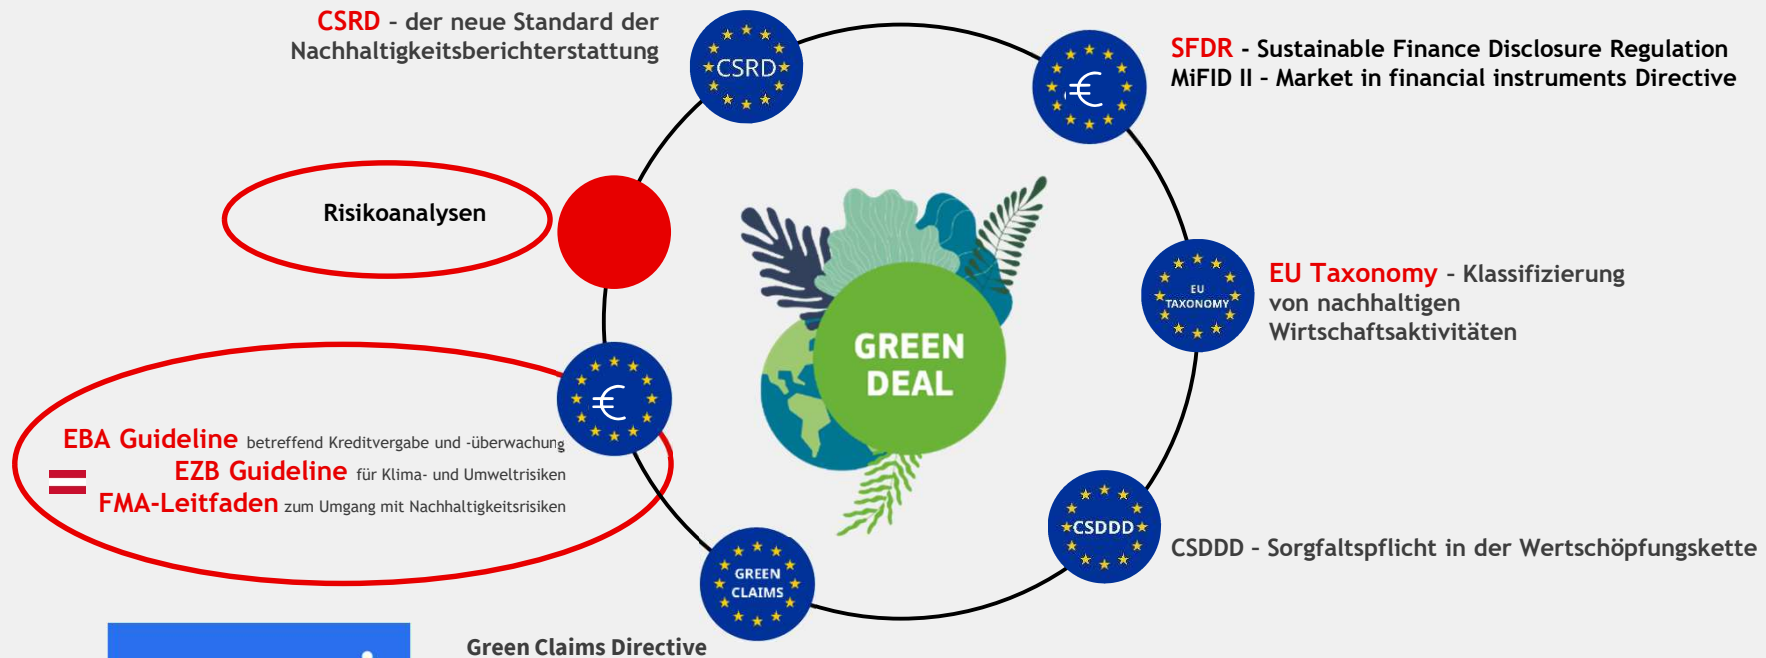 CSRD – der neue Standard der
Nachhaltigkeitsberichterstattung
CSRD
€
SFDR - Sustainable Finance Disclosure Regulation
MiFID II – Market in financial instruments Directive
Risikoanalysen
EU
TAXONOMY
EU Taxonomy – Klassifizierung
von nachhaltigen
Wirtschaftsaktivitäten
GREEN
DEAL
€
EBA Guideline betreffend Kreditvergabe und -überwachung
EZB Guideline für Klima- und Umweltrisiken
FMA-Leitfaden zum Umgang mit Nachhaltigkeitsrisiken
CSDDD
CSDDD – Sorgfaltspflicht in der Wertschöpfungskette
GREEN
CLAIMS
Green Claims Directive